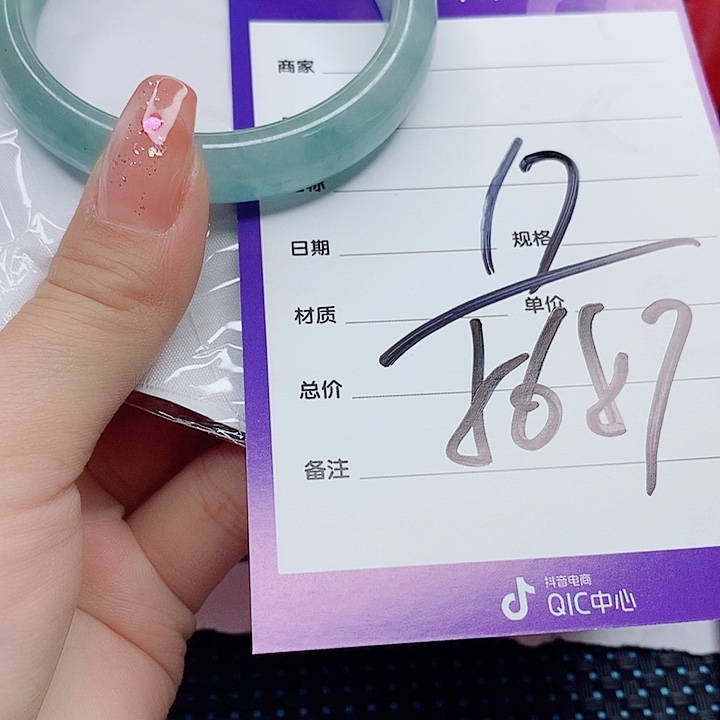 商家
日期
规格
材质
单价
总价
8687
备注
抖音电商
QIC中心